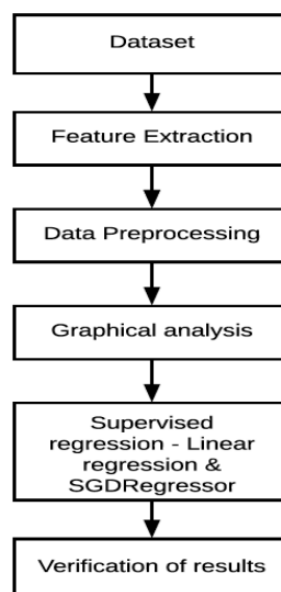 Dataset
Feature Extraction
Data Preprocessing
Graphical analysis
Supervised
regression - Linear
regression &
SGDRegressor
Verification of results